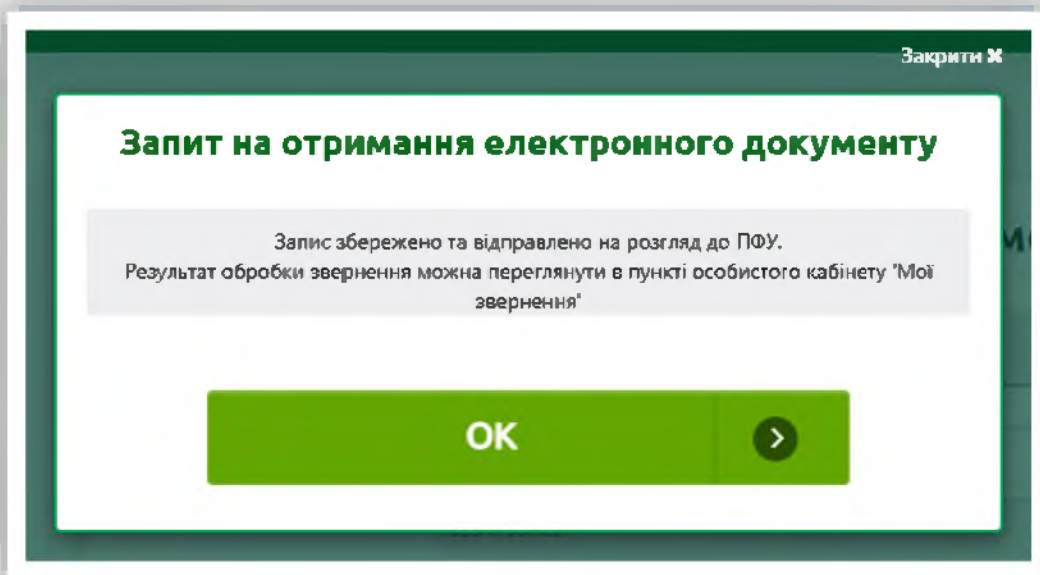 Закрити ✖
Запит на отримання електронного документу
Запис збережено та відправлено на розгляд до ПФУ.
Результат обробки звернення можна переглянути в пункті особистого кабінету "Мої
звернення"
ОК